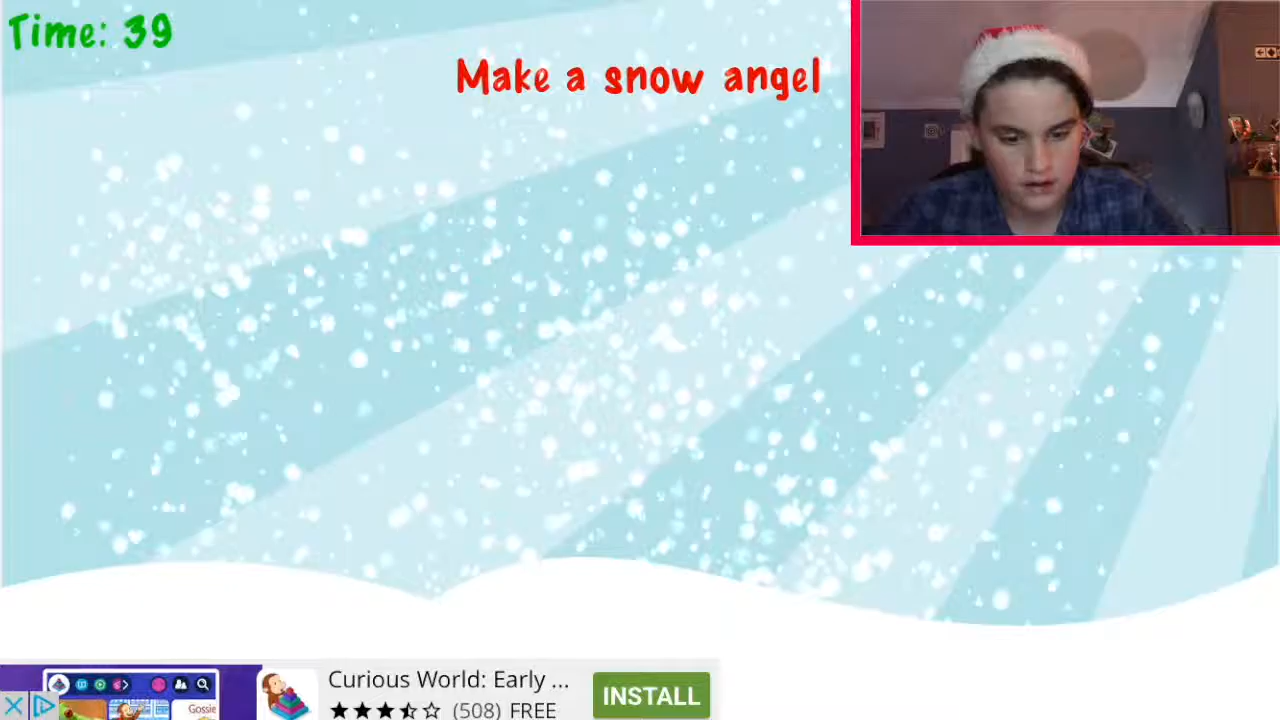 Time: 39
Make a snow angel
Gossie
Curious World: Early ...
(508) FREE
INSTALL